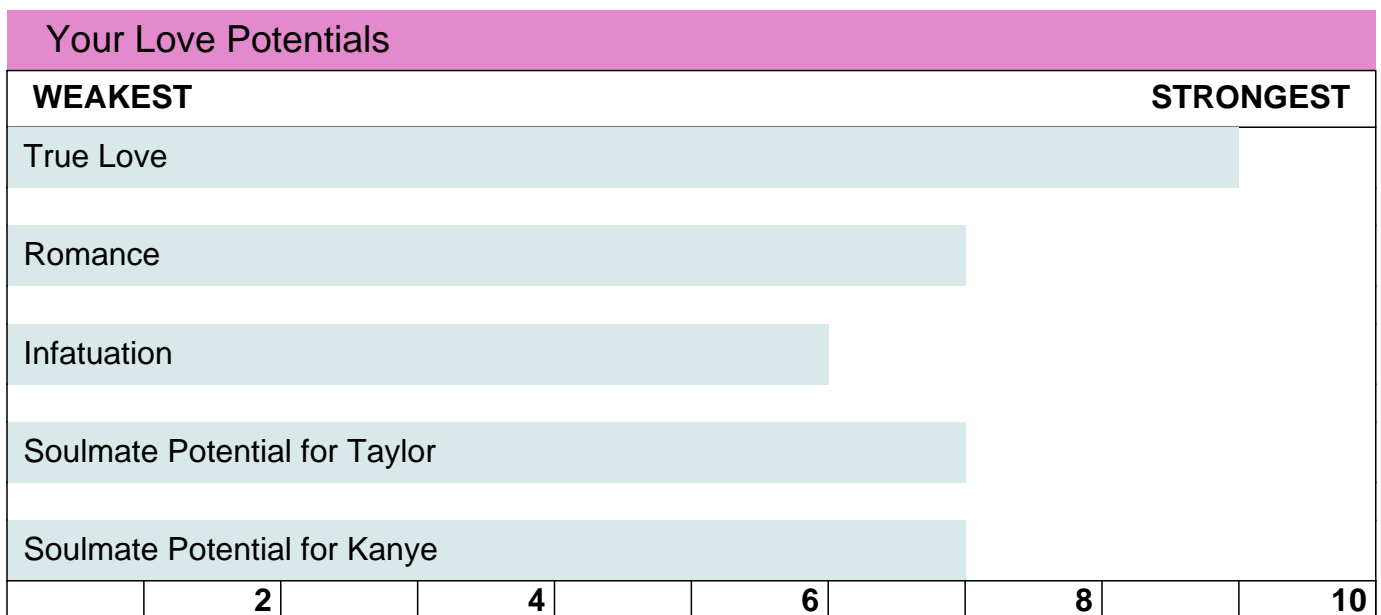 Your Love Potentials
WEAKEST STRONGEST
True Love
Romance
Infatuation
Soulmate Potential for Taylor
Soulmate Potential for Kanye
2 4 6 8 10